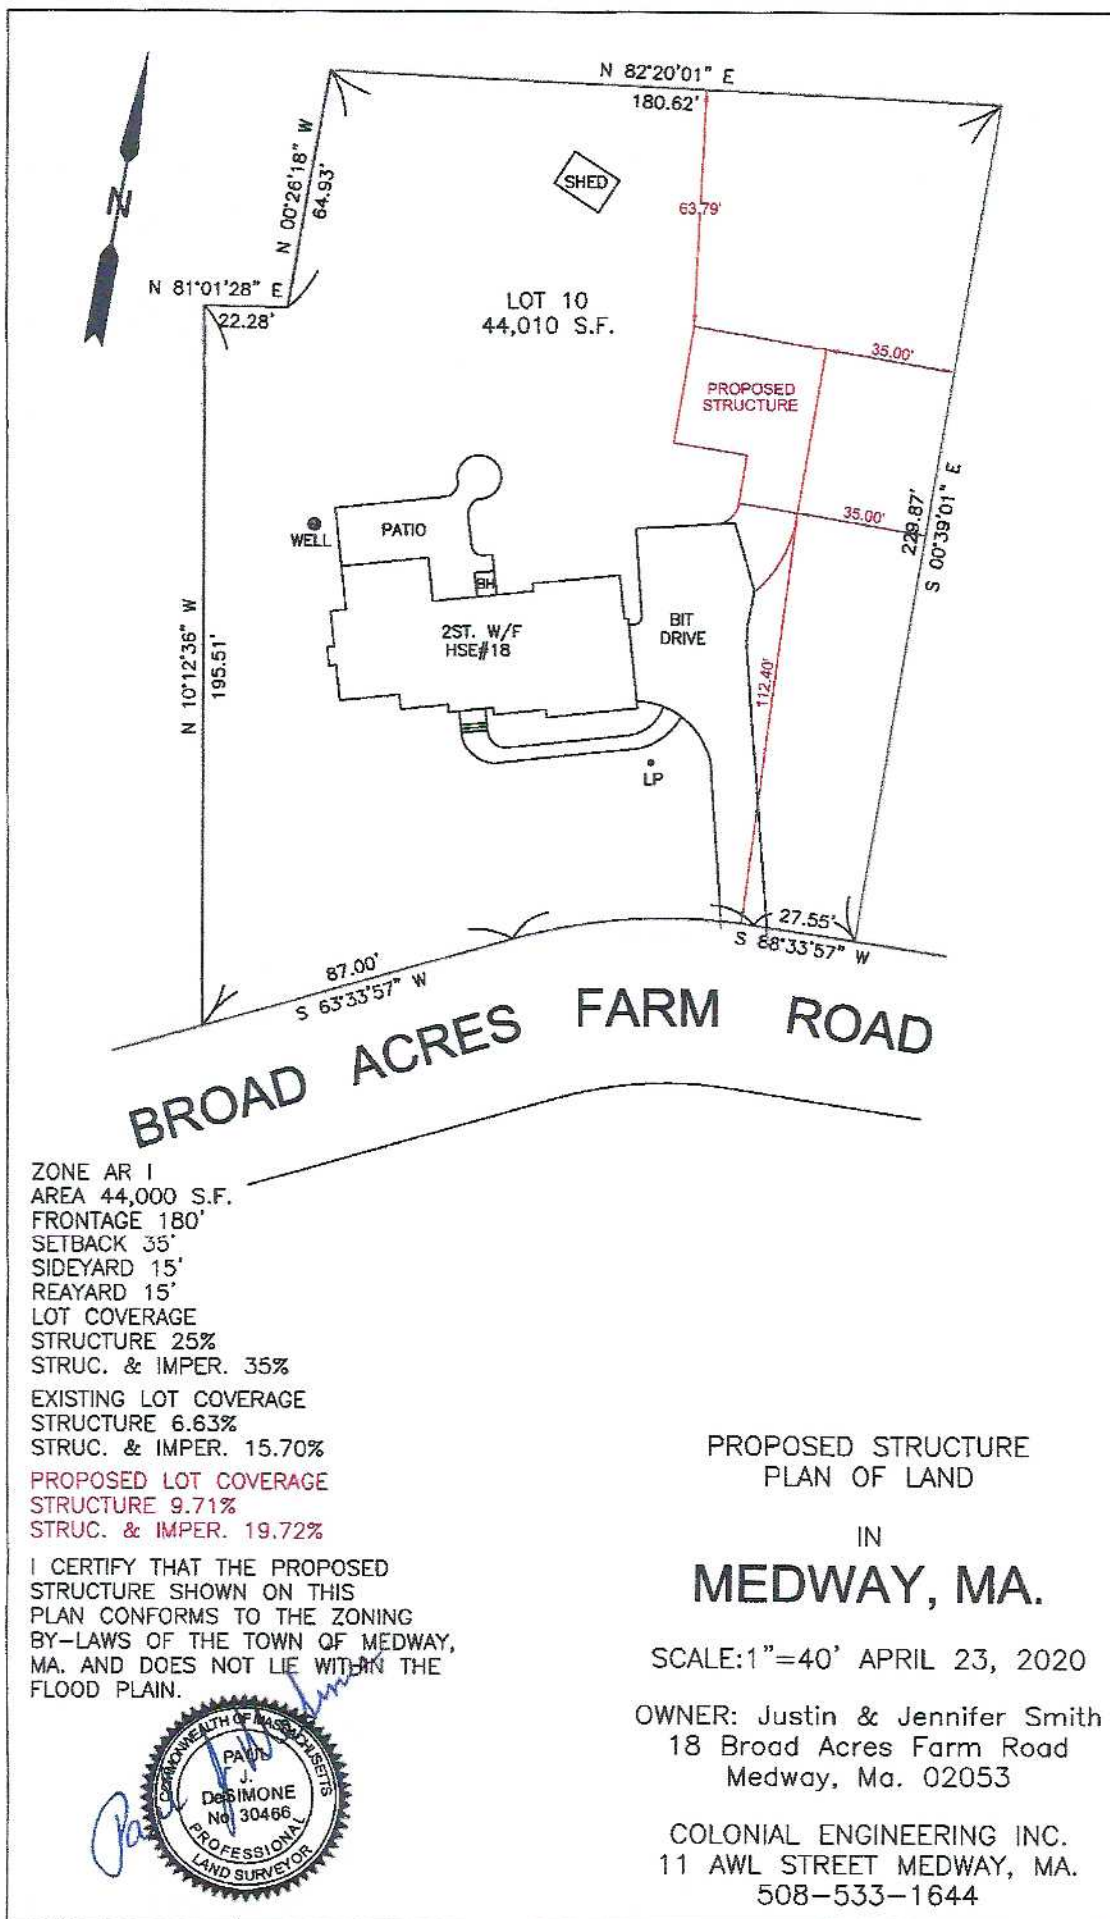 N 82°20'01" E
180.62'
N 00°26'18" W
64.93'
SHED
63.79'
N
N 81°01'28" E
22.28'
LOT 10
44,010 S.F.
35.00'
PROPOSED
STRUCTURE
35.00'
229.87'
S 00°39'01" E
WELL
PATIO
BH
2ST. W/F
HSE#18
BIT
DRIVE
N 10°12'36" W
195.51'
112.40'
LP
27.55'
S 88°33'57" W
87.00'
S 63°33'57" W
BROAD ACRES FARM ROAD
ZONE AR I
AREA 44,000 S.F.
FRONTAGE 180'
SETBACK 35'
SIDEYARD 15'
REAYARD 15'
LOT COVERAGE
STRUCTURE 25%
STRUC. & IMPER. 35%
EXISTING LOT COVERAGE
STRUCTURE 6.63%
STRUC. & IMPER. 15.70%
PROPOSED LOT COVERAGE
STRUCTURE 9.71%
STRUC. & IMPER. 19.72%
I CERTIFY THAT THE PROPOSED
STRUCTURE SHOWN ON THIS
PLAN CONFORMS TO THE ZONING
BY-LAWS OF THE TOWN OF MEDWAY,
MA. AND DOES NOT LIE WITHIN THE
FLOOD PLAIN.
COMMONWEALTH OF MASSACHUSETTS
PAUL
J.
DeSIMONE
No. 30466
PROFESSIONAL
LAND SURVEYOR
PROPOSED STRUCTURE
PLAN OF LAND
IN
MEDWAY, MA.
SCALE:1"=40' APRIL 23, 2020
OWNER: Justin & Jennifer Smith
18 Broad Acres Farm Road
Medway, Ma. 02053
COLONIAL ENGINEERING INC.
11 AWL STREET MEDWAY, MA.
508-533-1644